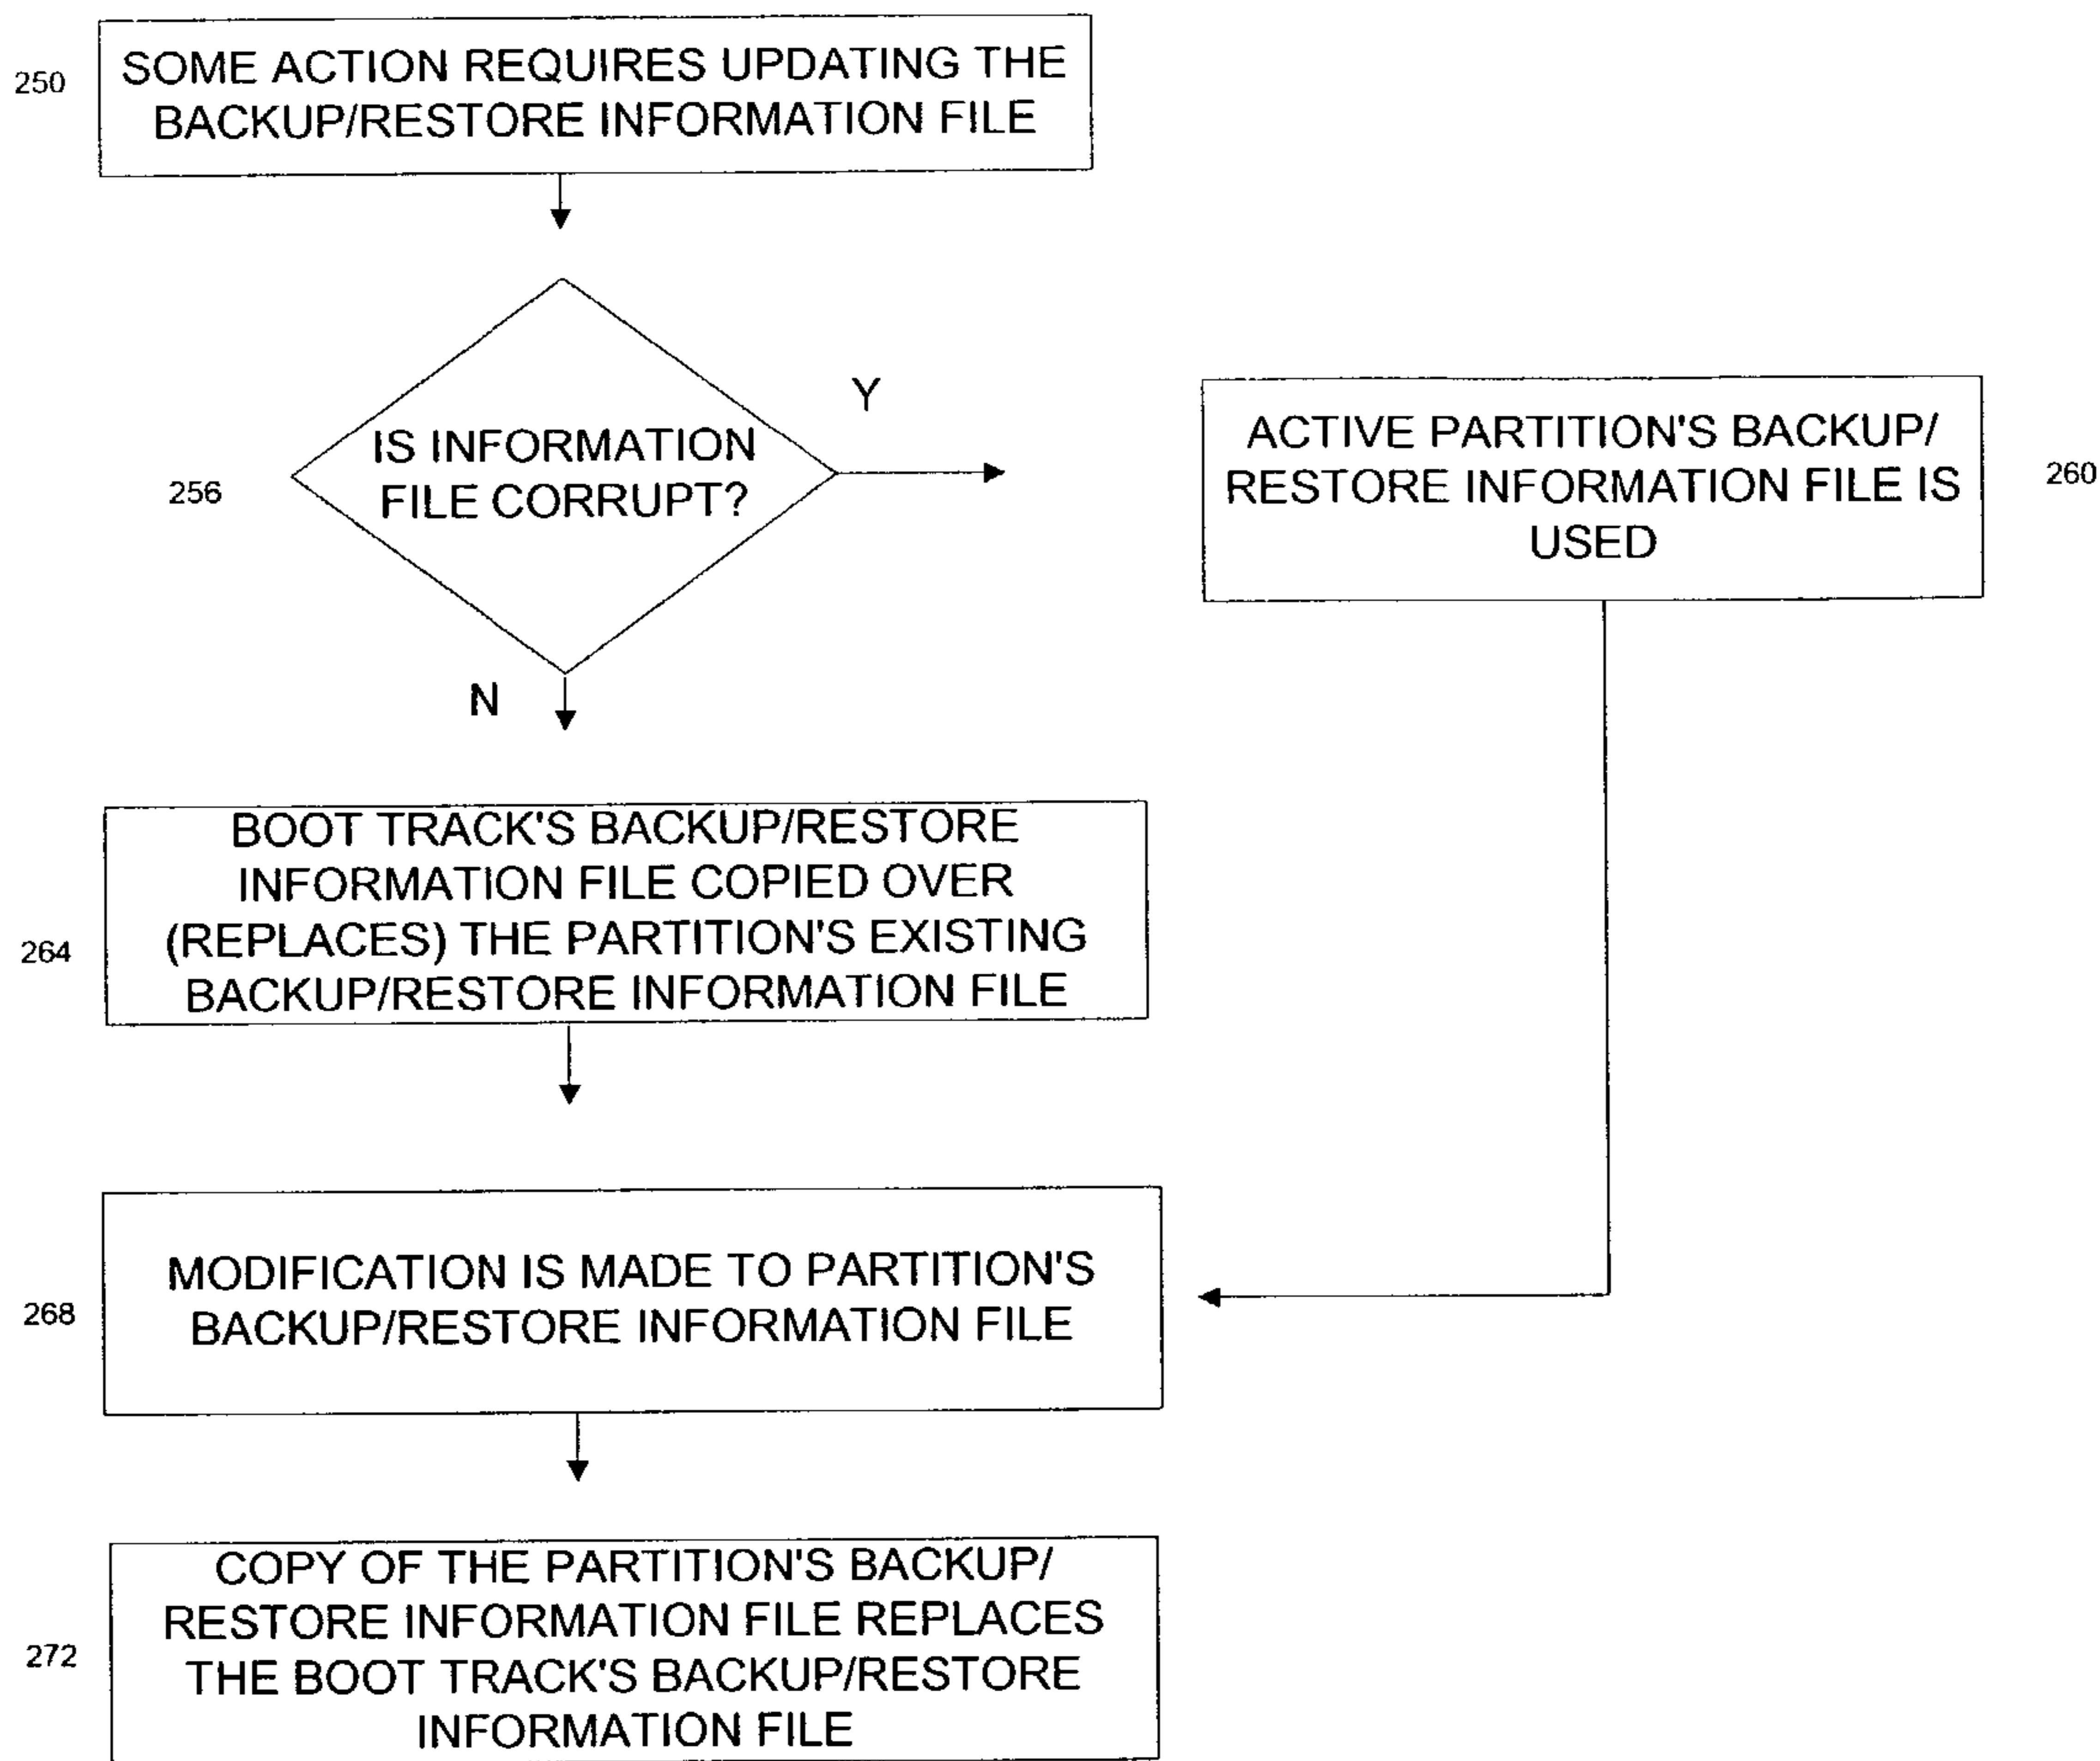 250
SOME ACTION REQUIRES UPDATING THE
BACKUP/RESTORE INFORMATION FILE
256
IS INFORMATION
FILE CORRUPT?
Y
ACTIVE PARTITION'S BACKUP/
RESTORE INFORMATION FILE IS
USED
260
N
264
BOOT TRACK'S BACKUP/RESTORE
INFORMATION FILE COPIED OVER
(REPLACES) THE PARTITION'S EXISTING
BACKUP/RESTORE INFORMATION FILE
268
MODIFICATION IS MADE TO PARTITION'S
BACKUP/RESTORE INFORMATION FILE
272
COPY OF THE PARTITION'S BACKUP/
RESTORE INFORMATION FILE REPLACES
THE BOOT TRACK'S BACKUP/RESTORE
INFORMATION FILE